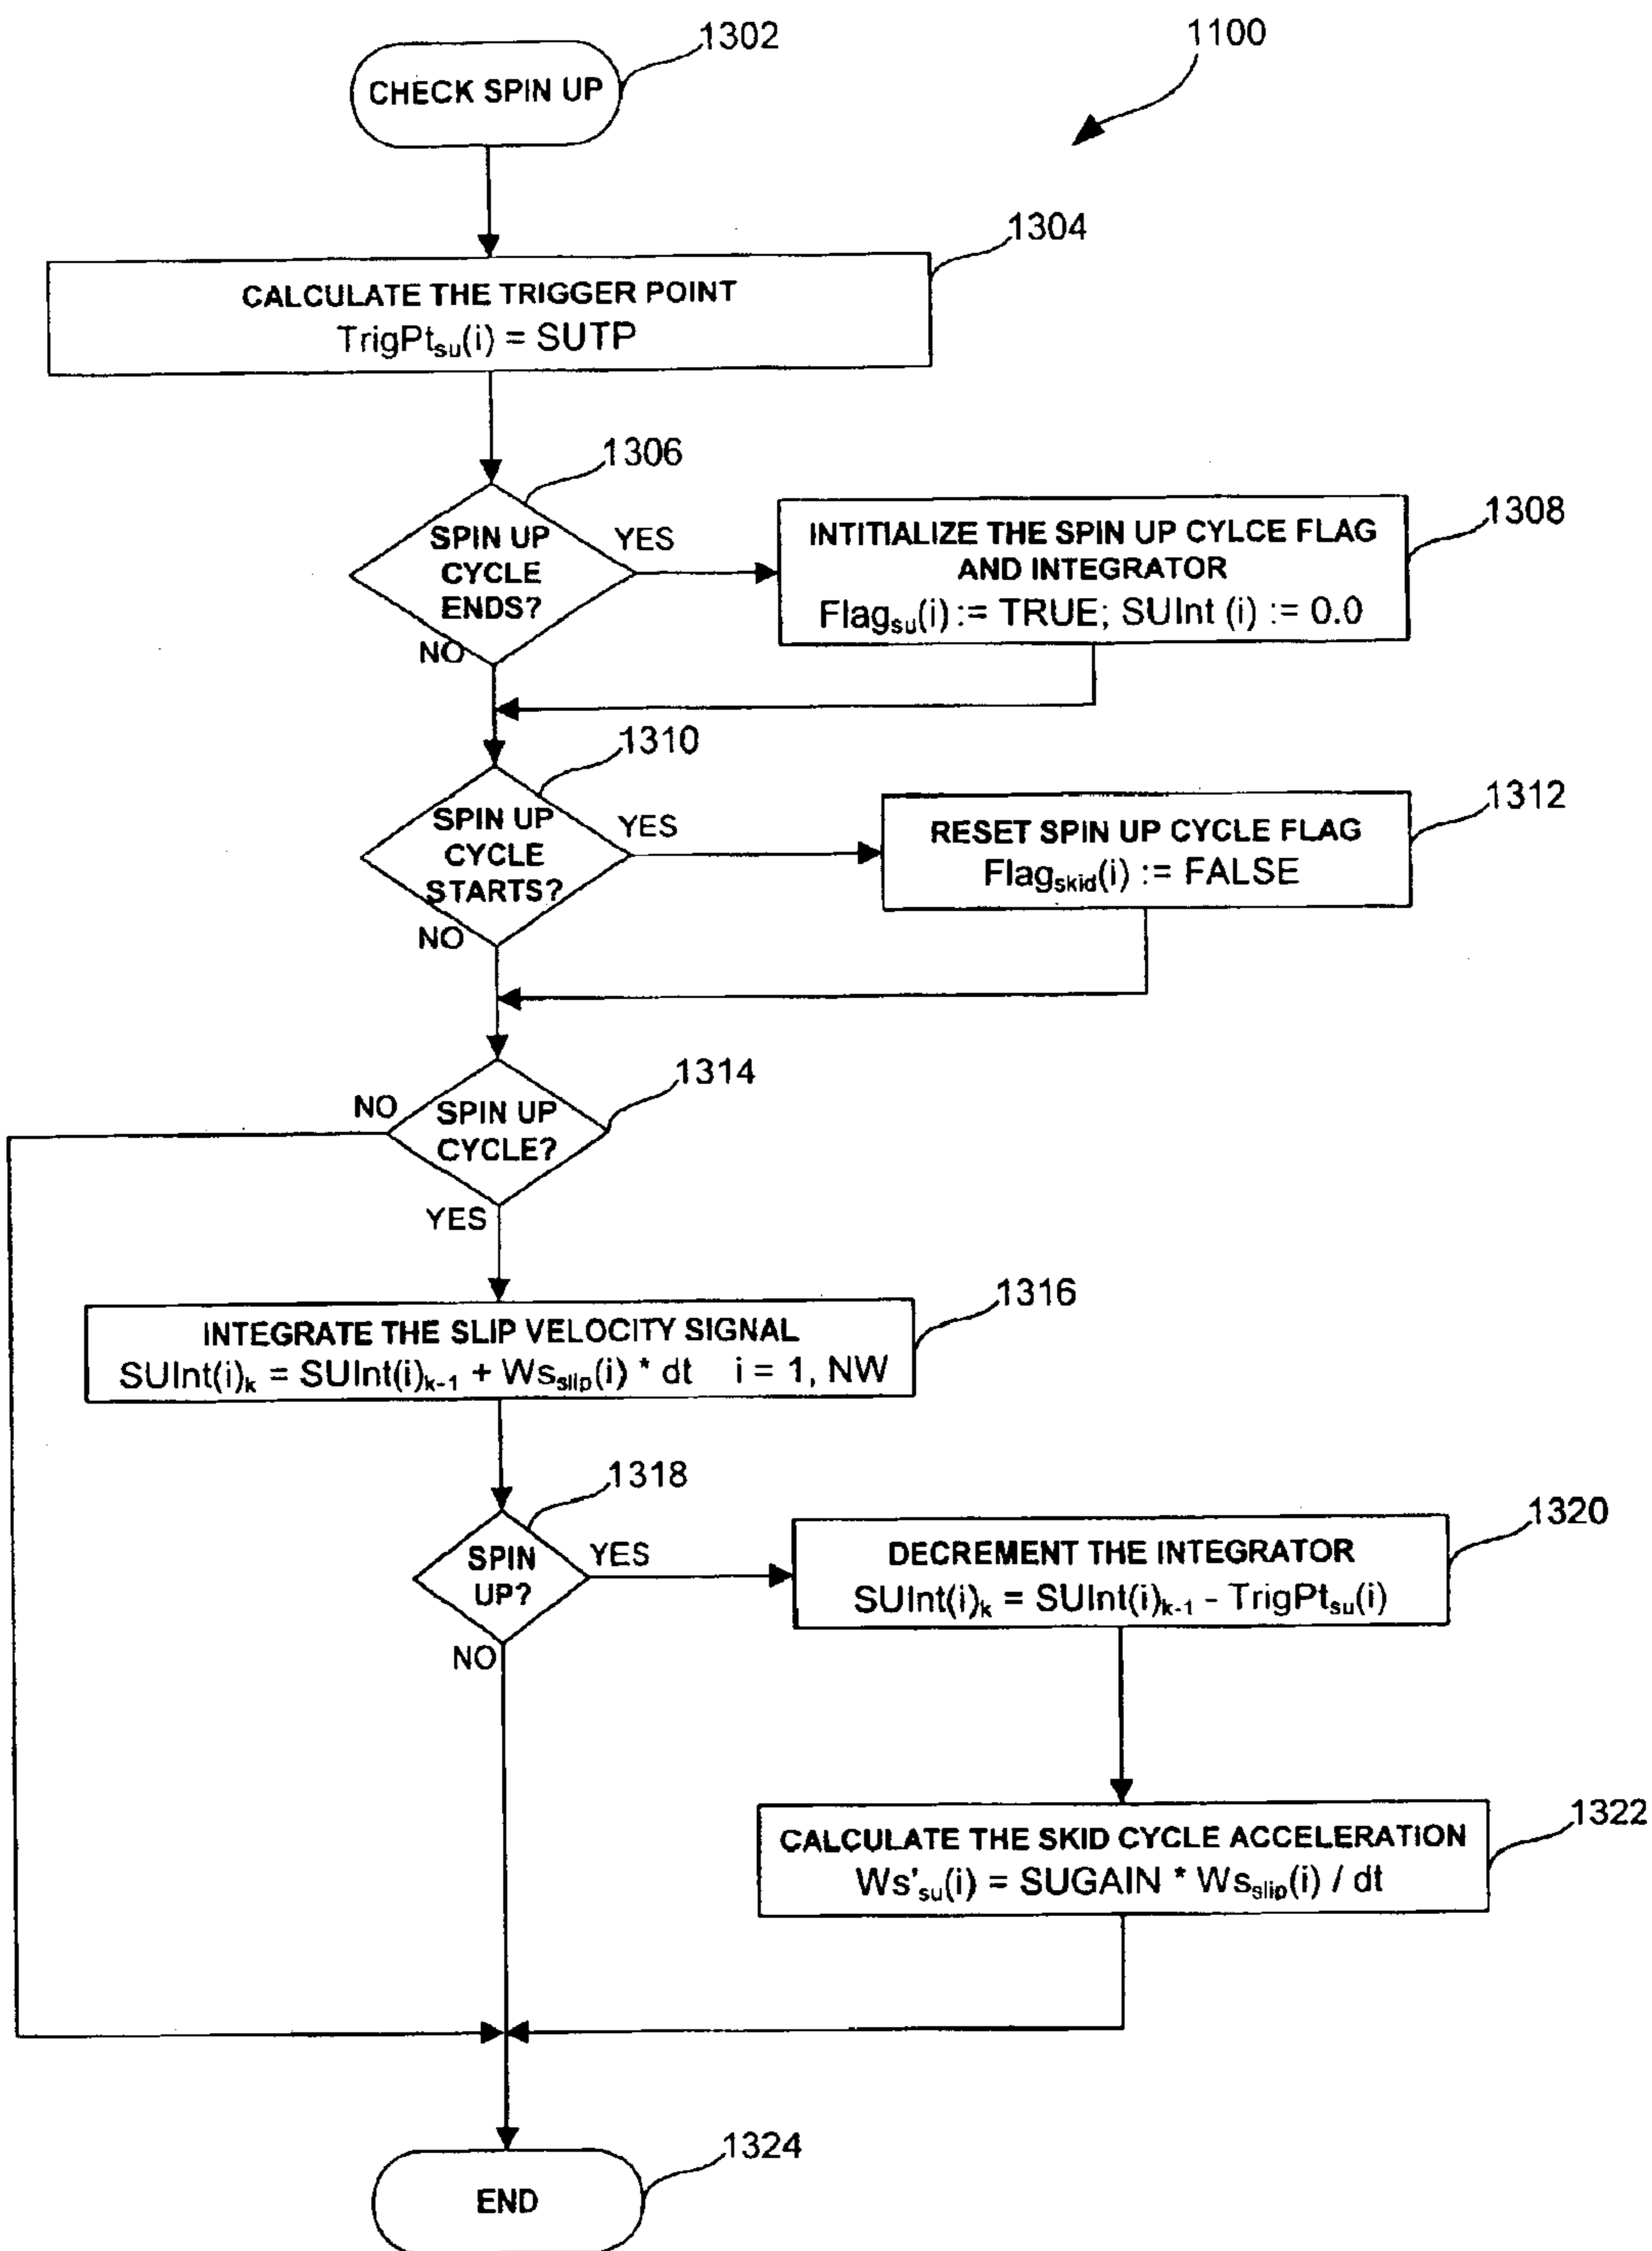 1302
1100
CHECK SPIN UP
1304
CALCULATE THE TRIGGER POINT
TrigPtsu(i) = SUTP
1306
SPIN UP
CYCLE
ENDS?
YES
NO
1308
INTITIALIZE THE SPIN UP CYLCE FLAG
AND INTEGRATOR
Flagsu(i) := TRUE; SUInt (i) := 0.0
1310
SPIN UP
CYCLE
STARTS?
YES
NO
1312
RESET SPIN UP CYCLE FLAG
Flagskid(i) := FALSE
1314
NO
SPIN UP
CYCLE?
YES
1316
INTEGRATE THE SLIP VELOCITY SIGNAL
SUInt(i)k = SUInt(i)k-1 + Wsslip(i) * dt i = 1, NW
1318
SPIN
UP?
YES
NO
1320
DECREMENT THE INTEGRATOR
SUInt(i)k = SUInt(i)k-1 - TrigPtsu(i)
1322
CALCULATE THE SKID CYCLE ACCELERATION
Ws'su(i) = SUGAIN * Wsslip(i) / dt
1324
END